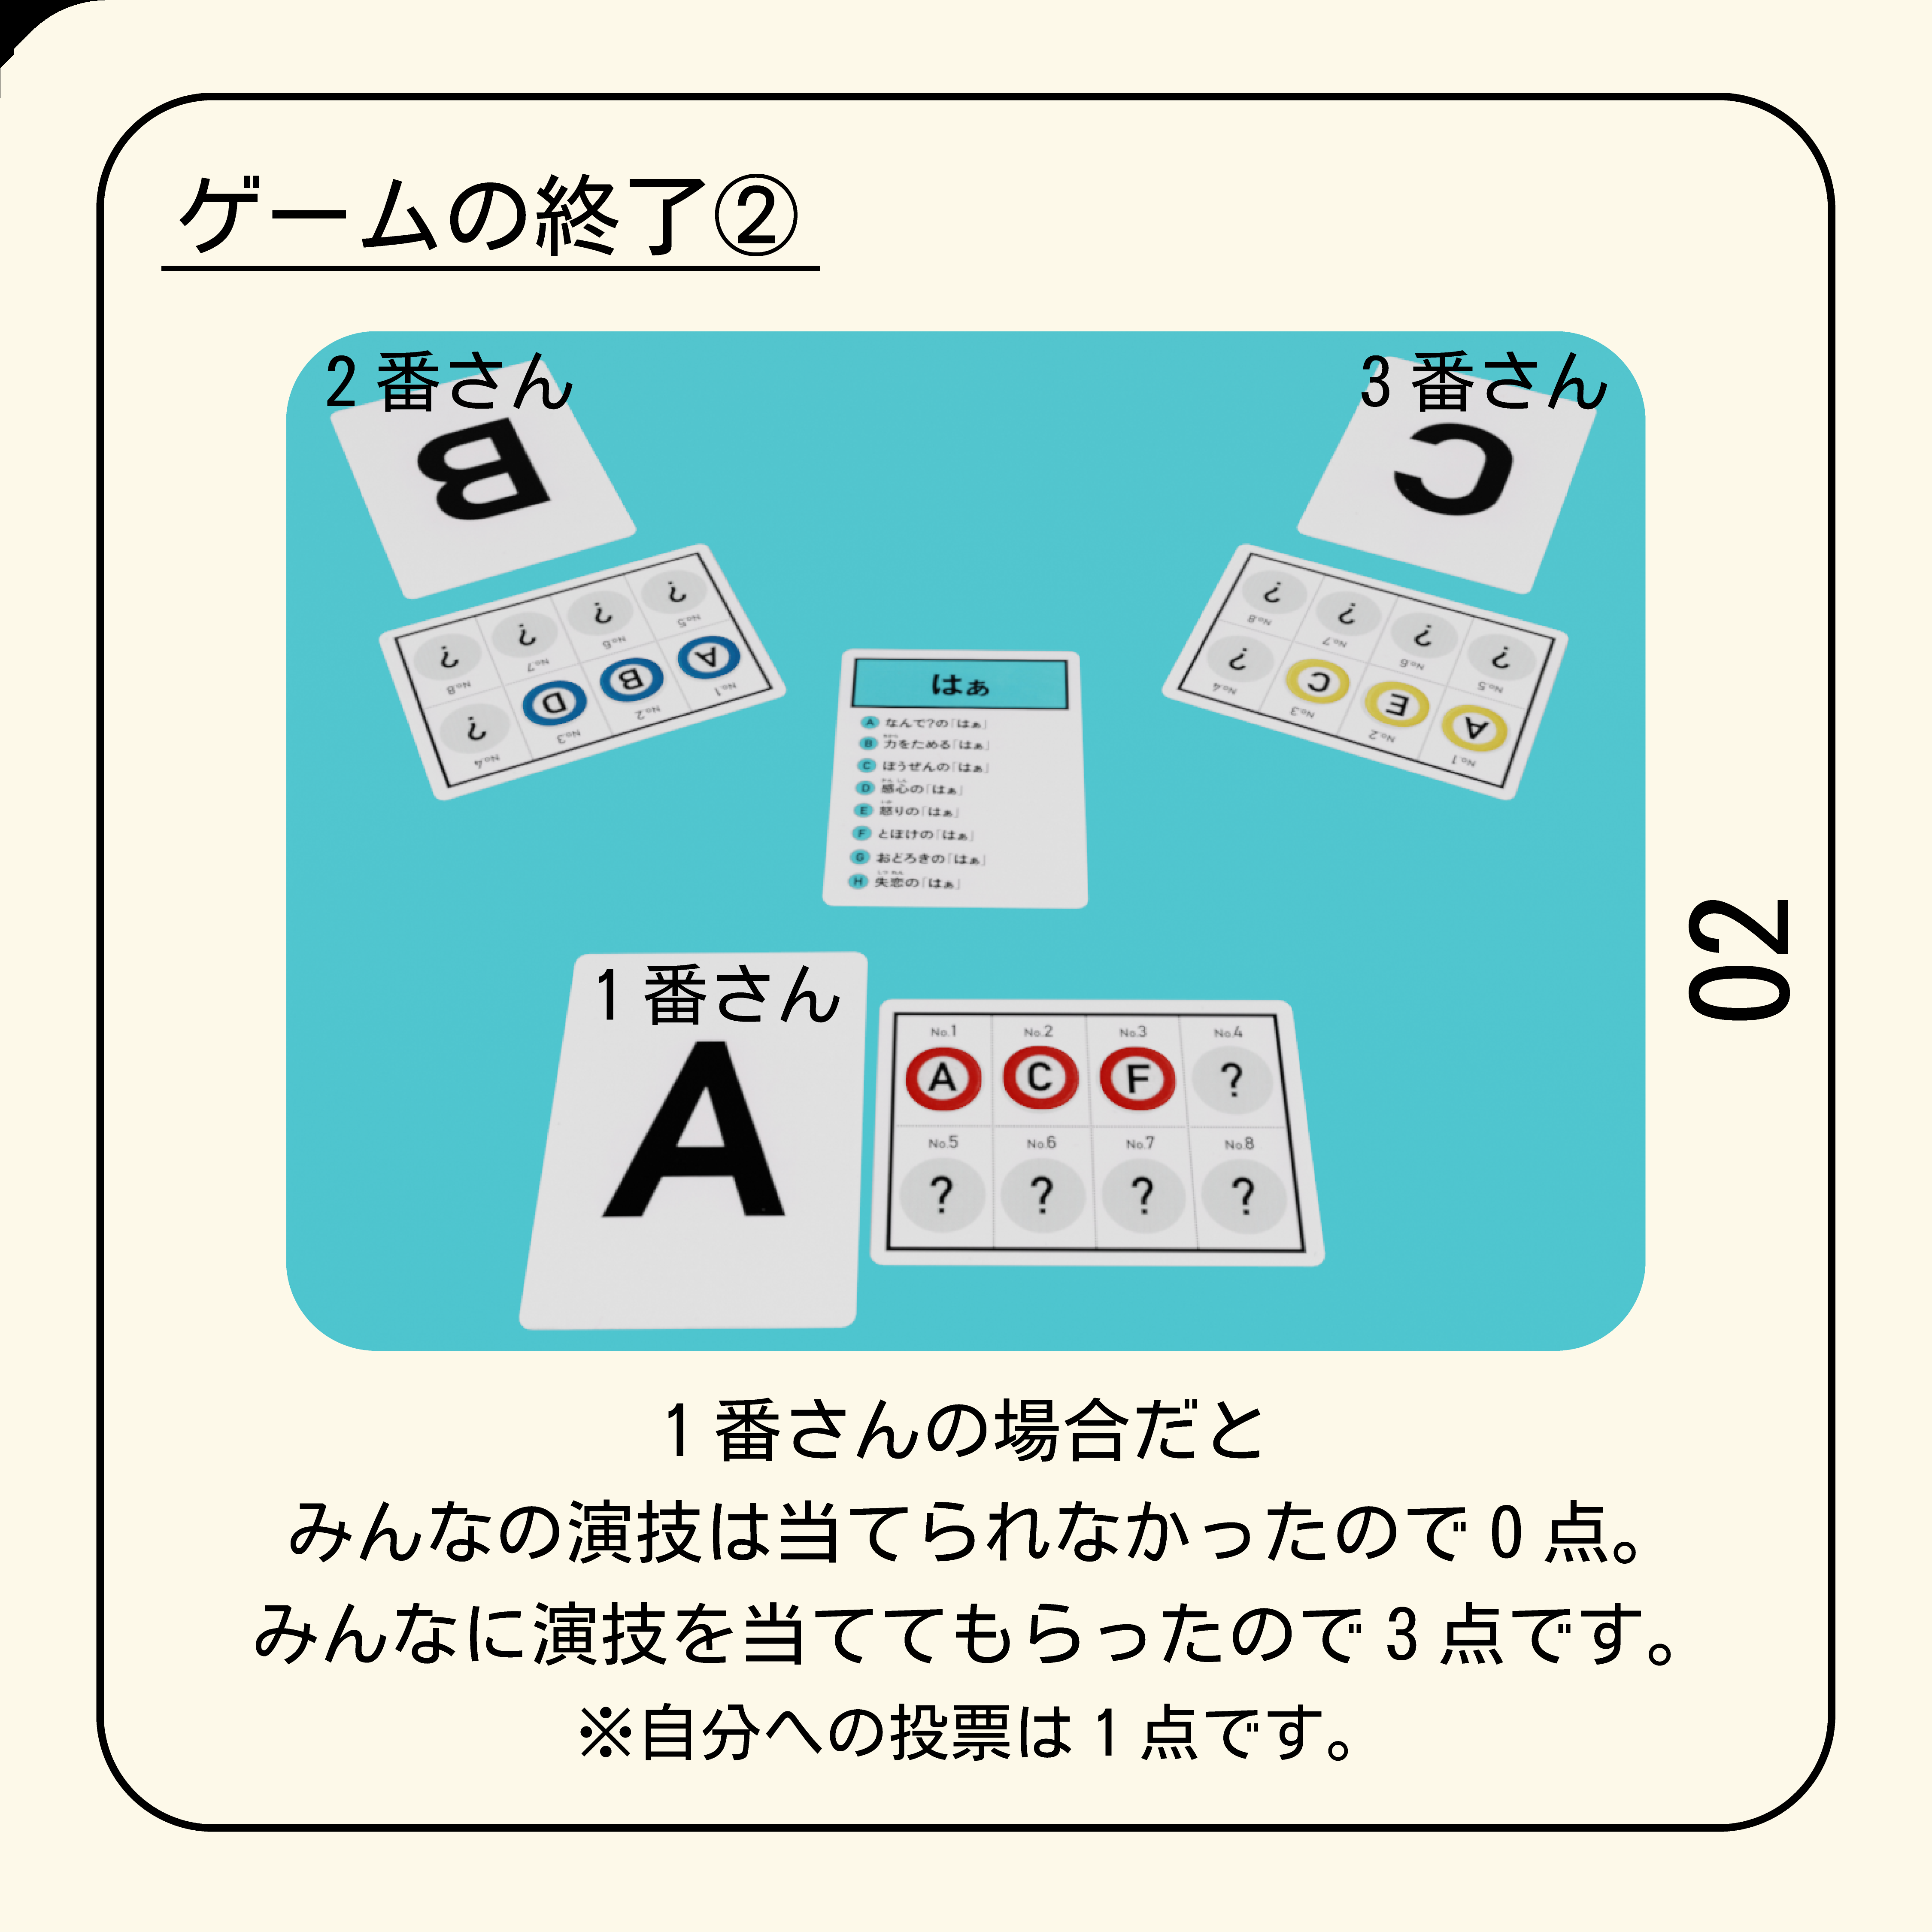 ゲームの終了②
2番さん
3番さん
B
C
?
?
?
?
No.5
No.6
No.7
No.8
A
B
D
?
No.1
No.2
No.3
No.4
?
?
?
?
No.5
No.6
No.7
No.8
A
E
C
?
No.1
No.2
No.3
No.4
はぁ
A なんで?の「はぁ」
B 力をためる「はぁ」
C ぼうぜんの「はぁ」
D 感心の「はぁ」
E 怒りの「はぁ」
F とぼけの「はぁ」
G おどろきの「はぁ」
H 失恋の「はぁ」
02
1番さん
A
No.1 No.2 No.3 No.4
A C F ?
No.5 No.6 No.7 No.8
? ? ? ?
1番さんの場合だと
みんなの演技は当てられなかったので0点。
みんなに演技を当ててもらったので3点です。
※自分への投票は1点です。